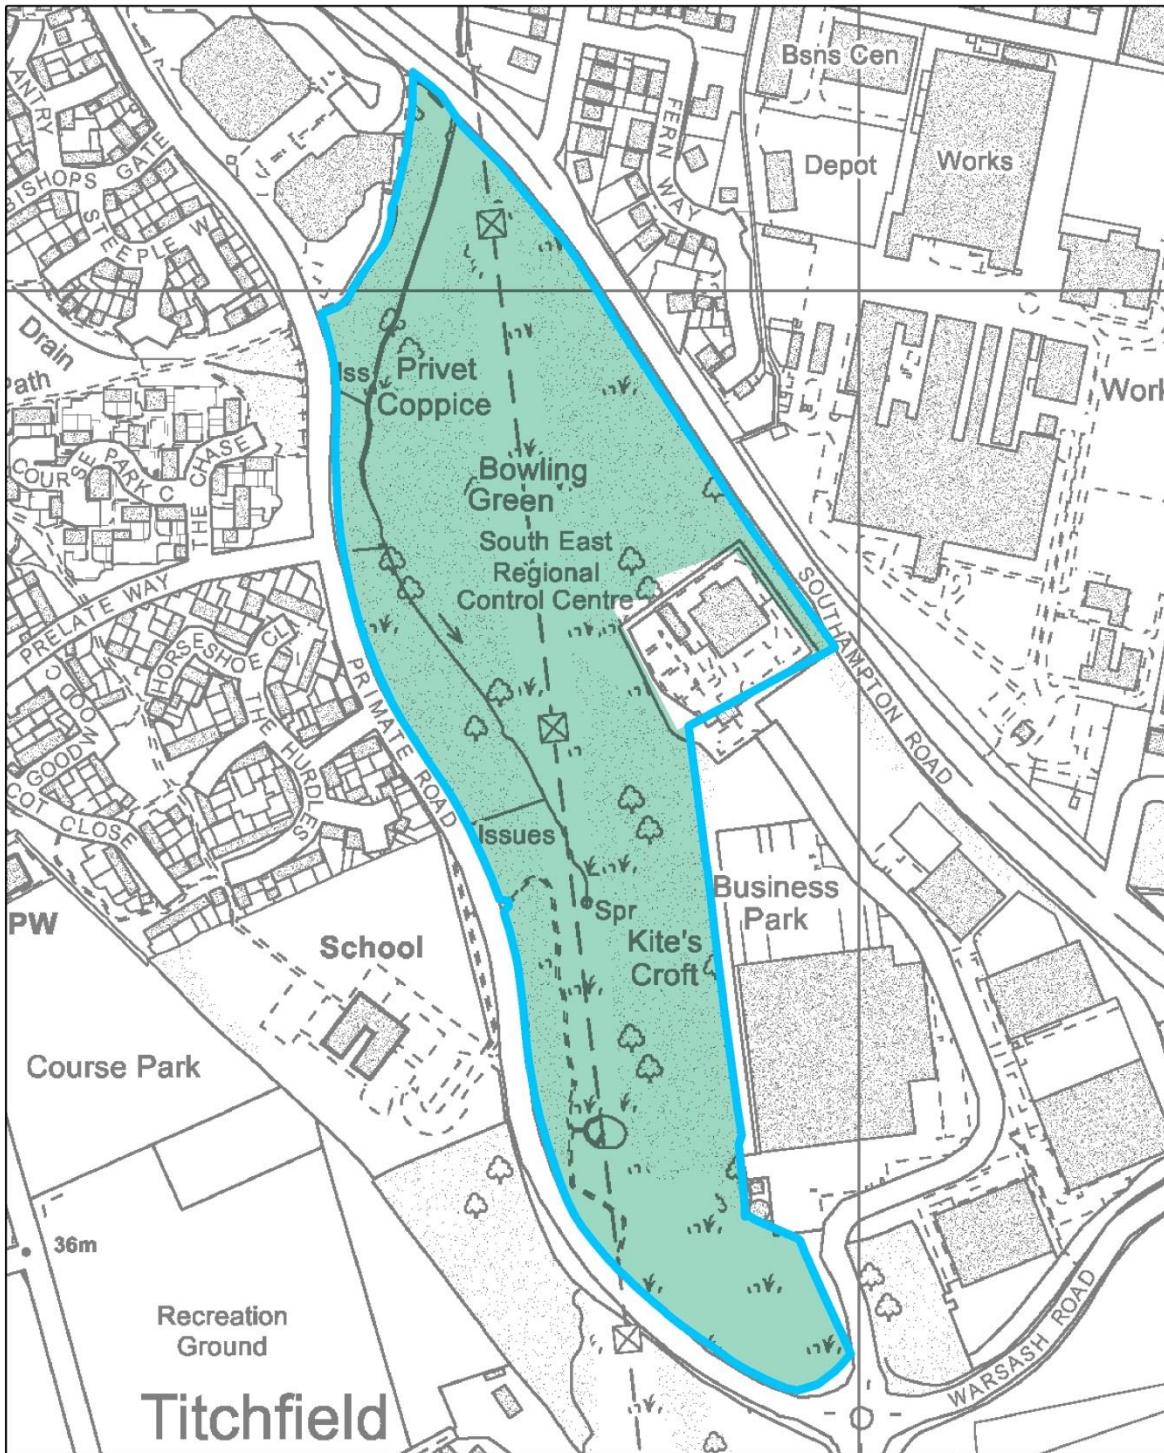 Bsns Cen
FERN WAY
Depot
Works
LANTRY
BISHOPS GATE
STEEPLE W
Drain
Path
Iss
Privet
Coppice
Work
COURSE PARK C
THE CHASE
Bowling
Green
South East
Regional
Control Centre
SOUTHAMPTON ROAD
PRELATE WAY
HORSESHOE CL
THE HURDLES
GOODWOOD C
COT CLOSE
PRIMATE ROAD
Issues
Spr
Business
Park
Kite's
Croft
PW
School
Course Park
36m
Recreation
Ground
WARSASH ROAD
Titchfield